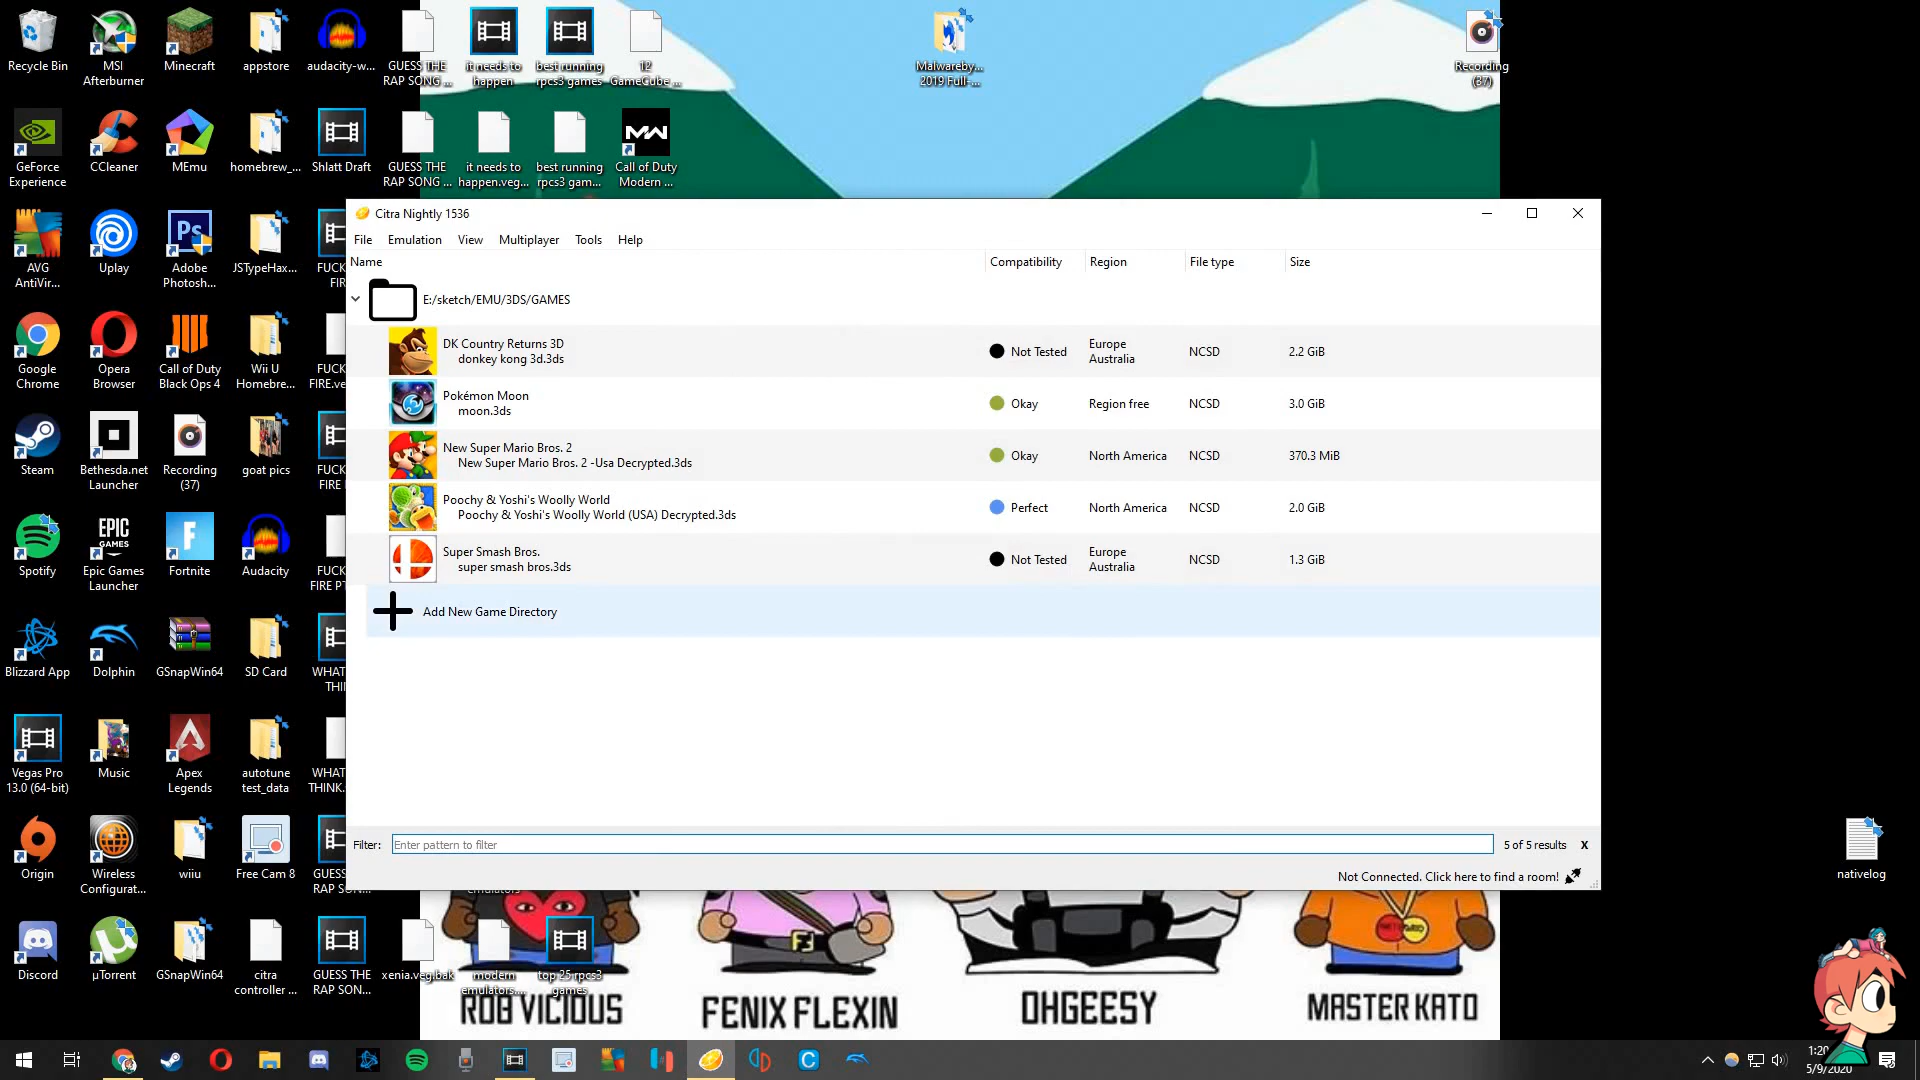 Recycle Bin
MSI
Afterburner
Minecraft
appstore
audacity-w...
GUESS THE
RAP SONG ...
it needs to
happen
best running
rpcs3 games
12
GameCube ...
Malwareby...
2019 Full-...
Recording
(37)
GeForce
Experience
CCleaner
MEmu
homebrew_...
Shlatt Draft
GUESS THE
RAP SONG ...
it needs to
happen.veg...
best running
rpcs3 gam...
Call of Duty
Modern ...
AVG
AntiVir...
Uplay
Adobe
Photosh...
JSTypeHax...
FUCK
FIR
Google
Chrome
Opera
Browser
Call of Duty
Black Ops 4
Wii U
Homebre...
FUCK
FIRE.ve
Steam
Bethesda.net
Launcher
Recording
(37)
goat pics
FUCK
FIRE
Spotify
EPIC
GAMES
Epic Games
Launcher
Fortnite
Audacity
FUCK
FIRE PT
Blizzard App
Dolphin
GSnapWin64
SD Card
WHAT
THI
Vegas Pro
13.0 (64-bit)
Music
Apex
Legends
autotune
test_data
WHAT
THINK.
Origin
Wireless
Configurat...
wiiu
Free Cam 8
GUESS
RAP SON
Discord
µTorrent
GSnapWin64
citra
controller ...
GUESS THE
RAP SON...
xenia.veg.bak
modern
emulators...
top 25 rpcs3
games
emulators
Citra Nightly 1536
File Emulation View Multiplayer Tools Help
Name Compatibility Region File type Size
E:/sketch/EMU/3DS/GAMES
DK Country Returns 3D
donkey kong 3d.3ds
Not Tested
Europe
Australia
NCSD
2.2 GiB
Pokémon Moon
moon.3ds
Okay
Region free
NCSD
3.0 GiB
New Super Mario Bros. 2
New Super Mario Bros. 2 -Usa Decrypted.3ds
Okay
North America
NCSD
370.3 MiB
Poochy & Yoshi's Woolly World
Poochy & Yoshi's Woolly World (USA) Decrypted.3ds
Perfect
North America
NCSD
2.0 GiB
Super Smash Bros.
super smash bros.3ds
Not Tested
Europe
Australia
NCSD
1.3 GiB
Add New Game Directory
Filter: Enter pattern to filter 5 of 5 results X
Not Connected. Click here to find a room!
nativelog
ROB VICIOUS
FENIX FLEXIN
OHGEESY
MASTER KATO
1:20
5/9/2020